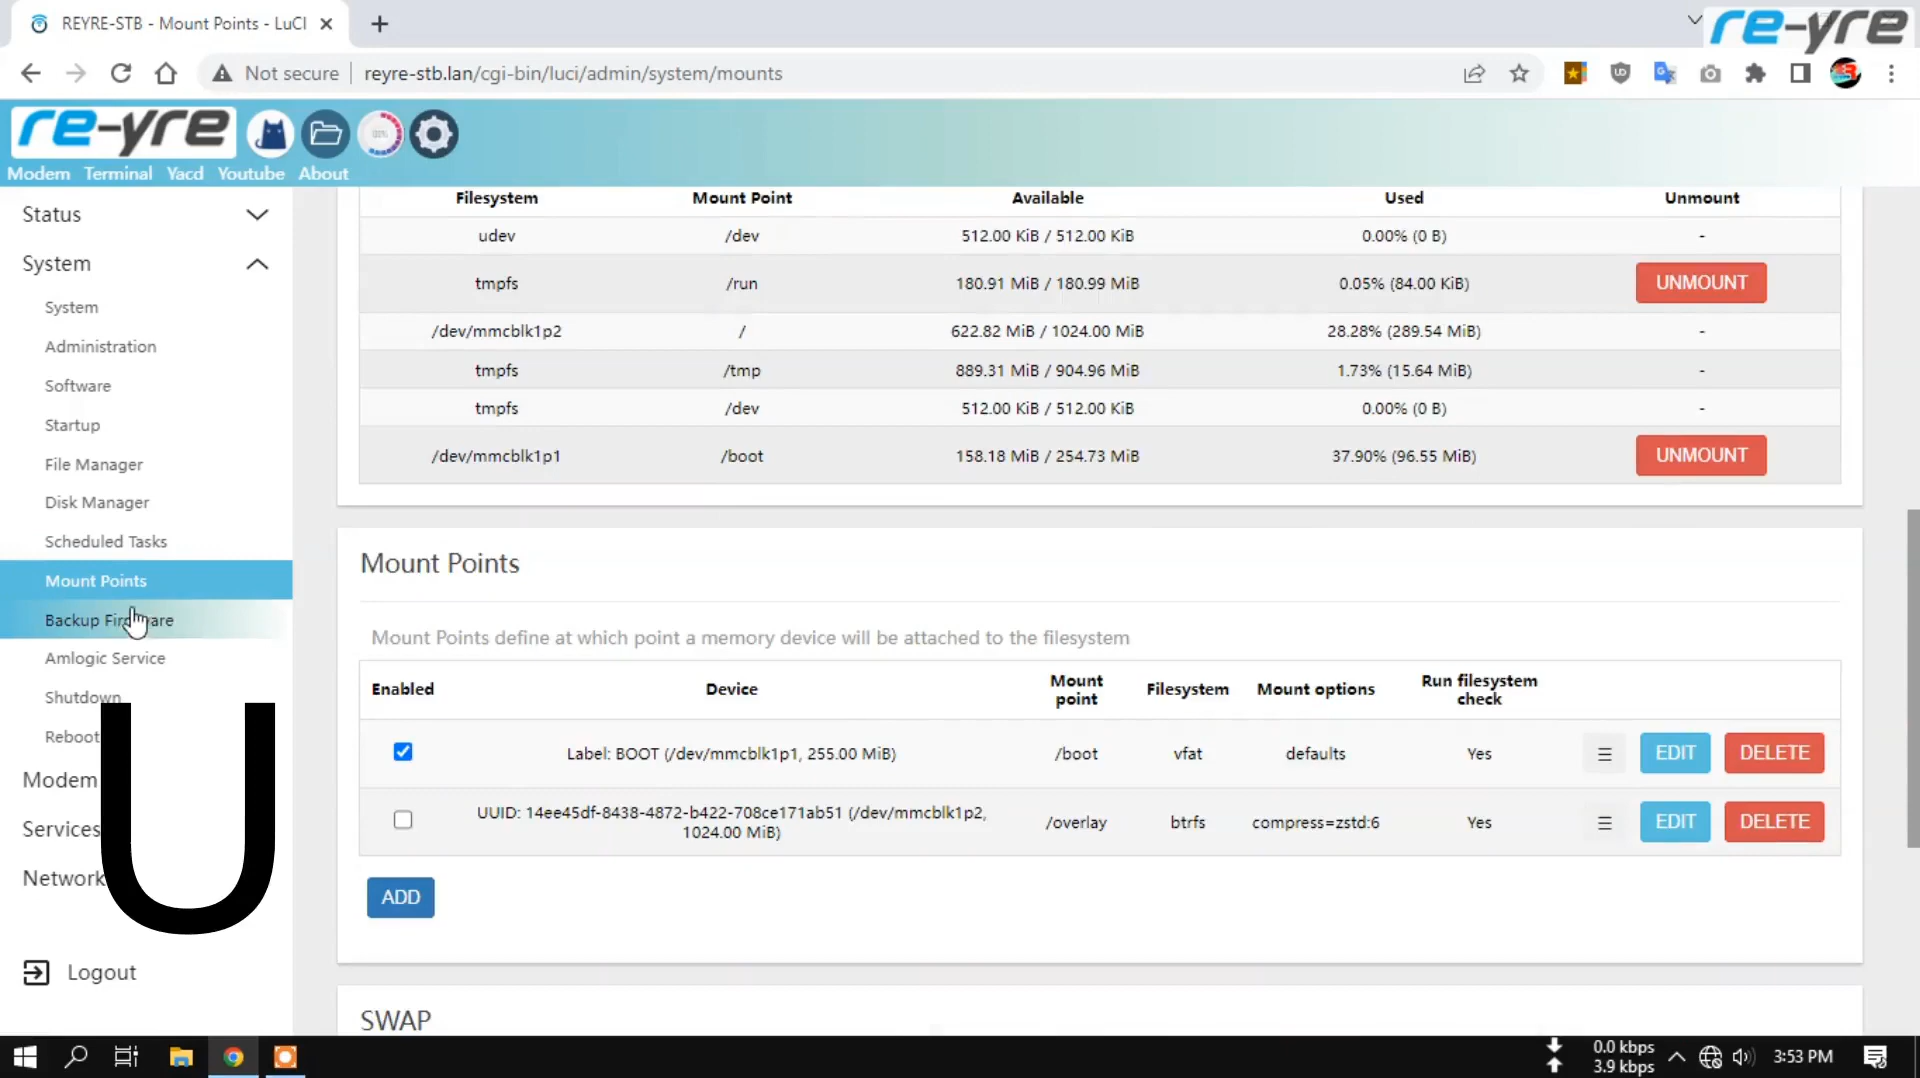 REYRE-STB - Mount Points - LuCI
re-yre
Not secure
reyre-stb.lan/cgi-bin/luci/admin/system/mounts
re-yre
Modem Terminal Yacd Youtube About
Status
System
System
Administration
Software
Startup
File Manager
Disk Manager
Scheduled Tasks
Mount Points
Backup Firmware
Amlogic Service
Shutdown
Reboot
Modem
Services
Network
U
Logout
Filesystem Mount Point Available Used Unmount
udev /dev 512.00 KiB / 512.00 KiB 0.00% (0 B) -
tmpfs /run 180.91 MiB / 180.99 MiB 0.05% (84.00 KiB) UNMOUNT
/dev/mmcblk1p2 / 622.82 MiB / 1024.00 MiB 28.28% (289.54 MiB) -
tmpfs /tmp 889.31 MiB / 904.96 MiB 1.73% (15.64 MiB) -
tmpfs /dev 512.00 KiB / 512.00 KiB 0.00% (0 B) -
/dev/mmcblk1p1 /boot 158.18 MiB / 254.73 MiB 37.90% (96.55 MiB) UNMOUNT
Mount Points
Mount Points define at which point a memory device will be attached to the filesystem
Enabled Device Mount point Filesystem Mount options Run filesystem check
Label: BOOT (/dev/mmcblk1p1, 255.00 MiB) /boot vfat defaults Yes EDIT DELETE
UUID: 14ee45df-8438-4872-b422-708ce171ab51 (/dev/mmcblk1p2, 1024.00 MiB) /overlay btrfs compress=zstd:6 Yes EDIT DELETE
ADD
SWAP
0.0 kbps
3.9 kbps
3:53 PM